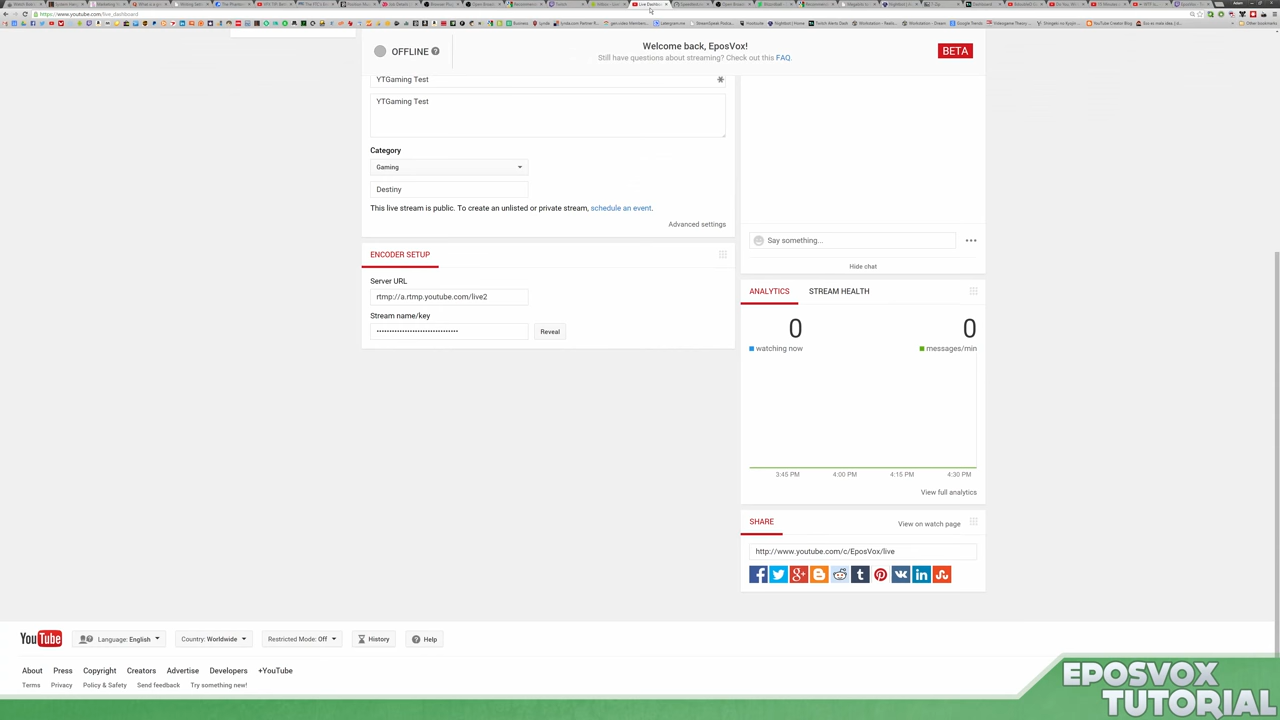 https://www.youtube.com/live_dashboard
OFFLINE ?
Welcome back, EposVox!
Still have questions about streaming? Check out this FAQ.
BETA
YTGaming Test
YTGaming Test
Category
Gaming
Destiny
This live stream is public. To create an unlisted or private stream, schedule an event.
Advanced settings
ENCODER SETUP
Server URL
rtmp://a.rtmp.youtube.com/live2
Stream name/key
Reveal
Say something...
Hide chat
ANALYTICS STREAM HEALTH
0 0
watching now messages/min
3:45 PM 4:00 PM 4:15 PM 4:30 PM
View full analytics
SHARE View on watch page
http://www.youtube.com/c/EposVox/live
YouTube Language: English Country: Worldwide Restricted Mode: Off History Help
About Press Copyright Creators Advertise Developers +YouTube
Terms Privacy Policy & Safety Send feedback Try something new!
EPOSVOX
TUTORIAL